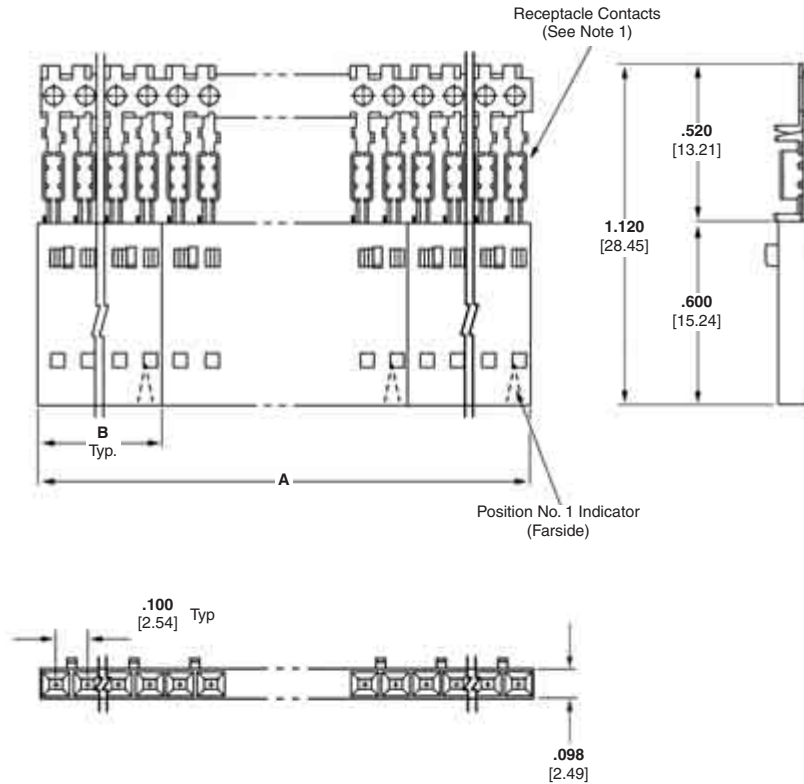 Receptacle Contacts
(See Note 1)
.520
[13.21]
1.120
[28.45]
.600
[15.24]
B
Typ.
A
Position No. 1 Indicator
(Farside)
.100
[2.54]
Typ
.098
[2.49]